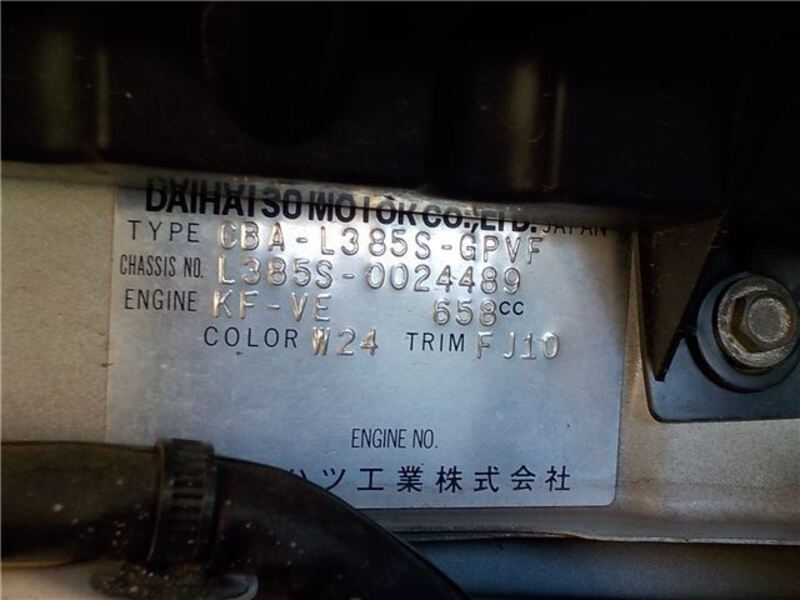 DAIHATSU MOTOR CO.,LTD. JAPAN
TYPE CBA-L385S-GPVF
CHASSIS NO. L385S-0024489
ENGINE KF-VE 658CC
COLOR W24 TRIM FJ10
ENGINE NO.
ハツ工業株式会社